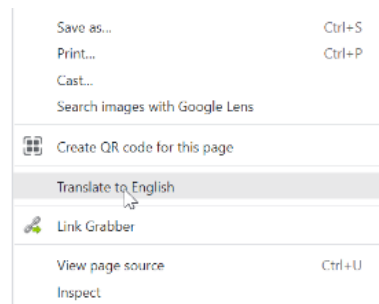 Save as... Ctrl+S
Print... Ctrl+P
Cast...
Search images with Google Lens
Create QR code for this page
Translate to English
Link Grabber
View page source Ctrl+U
Inspect